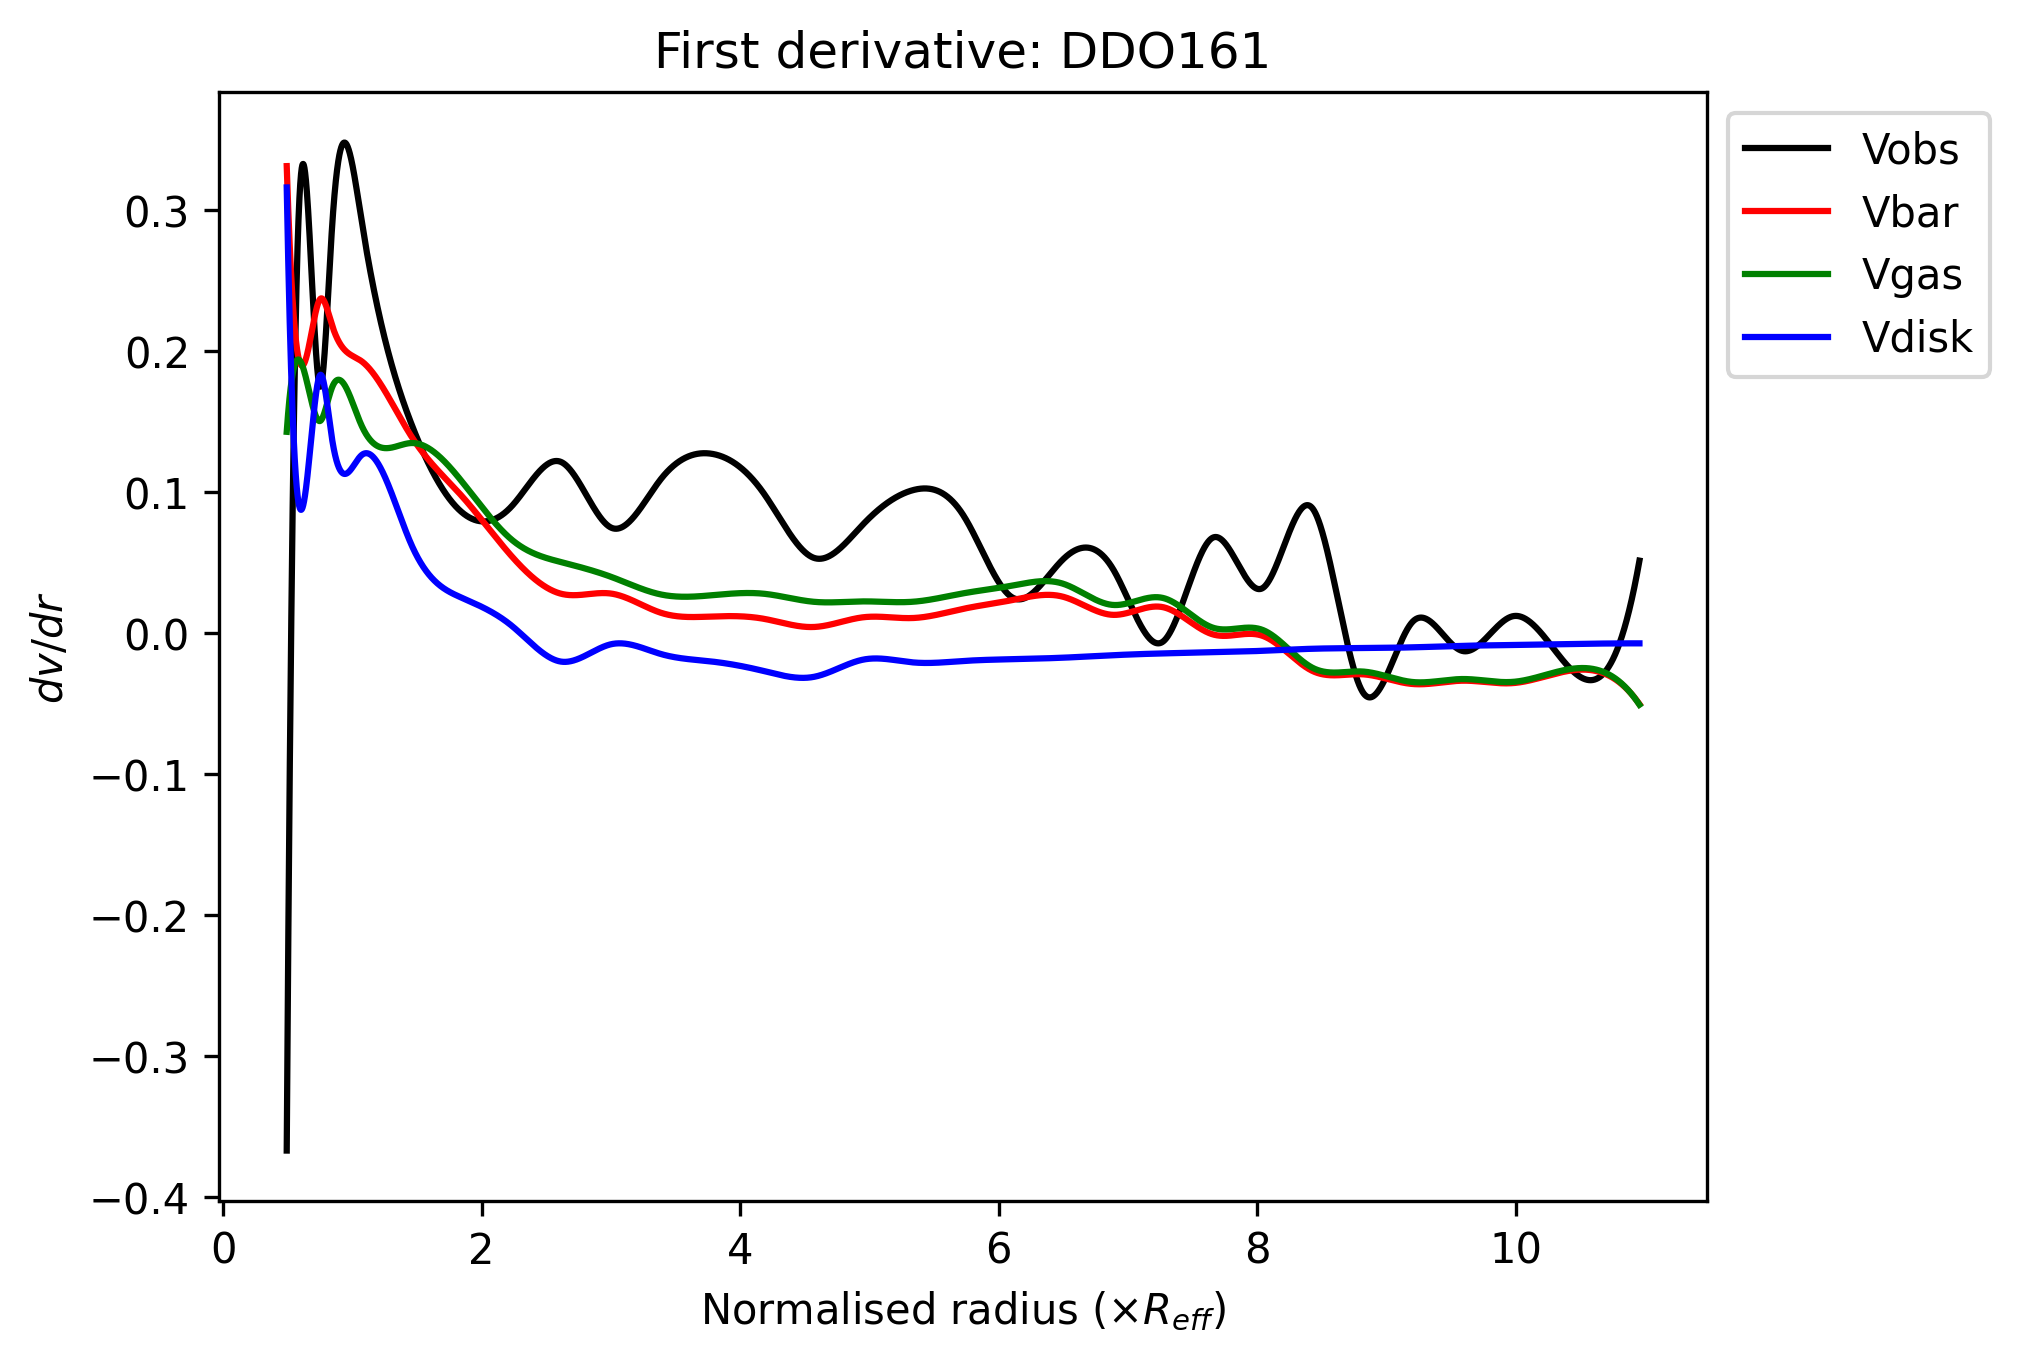 First derivative: DDO161
Vobs
Vbar
Vgas
Vdisk
dv/dr
0.3
0.2
0.1
0.0
−0.1
−0.2
−0.3
−0.4
0 2 4 6 8 10
Normalised radius (×R_eff)